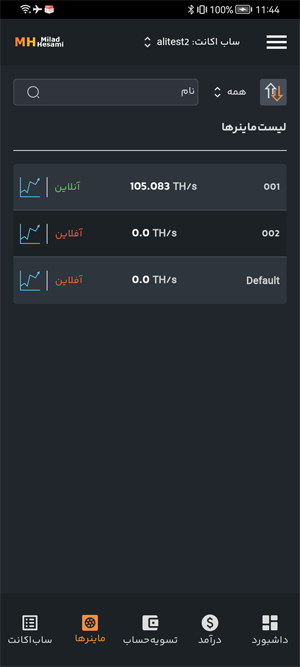 100% 11:44
MH Milad Hesami
ساب اکانت: alitest2
همه
نام
لیست ماینرها
001 105.083 TH/s آنلاین
002 0.0 TH/s آفلاین
Default 0.0 TH/s آفلاین
داشبورد درآمد تسویه‌حساب ماینرها ساب‌اکانت